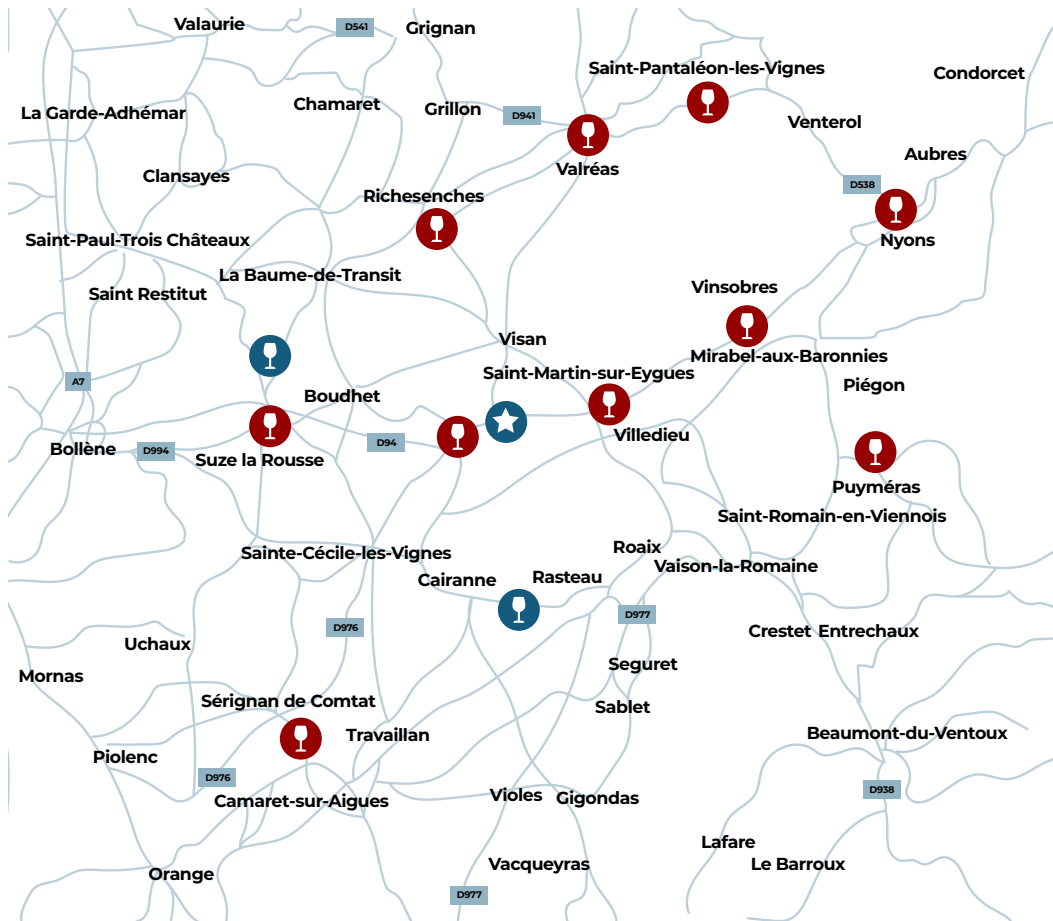 Valaurie
D541
Grignan
Saint-Pantaléon-les-Vignes
Condorcet
La Garde-Adhémar
Chamaret
Grillon
D941
Venterol
Valréas
Aubres
Clansayes
Richesenches
D538
Saint-Paul-Trois Châteaux
Nyons
La Baume-de-Transit
Saint Restitut
Vinsobres
Visan
Mirabel-aux-Baronnies
Saint-Martin-sur-Eygues
A7
Piégon
Boudhet
Villedieu
D94
Bollène
D994
Suze la Rousse
Puyméras
Saint-Romain-en-Viennois
Sainte-Cécile-les-Vignes
Roaix
Vaison-la-Romaine
Cairanne
Rasteau
D977
D976
Uchaux
Crestet Entrechaux
Seguret
Mornas
Sérignan de Comtat
Sablet
Travaillan
Beaumont-du-Ventoux
Piolenc
D976
D938
Camaret-sur-Aigues
Violes
Gigondas
Lafare
Le Barroux
Vacqueyras
Orange
D977